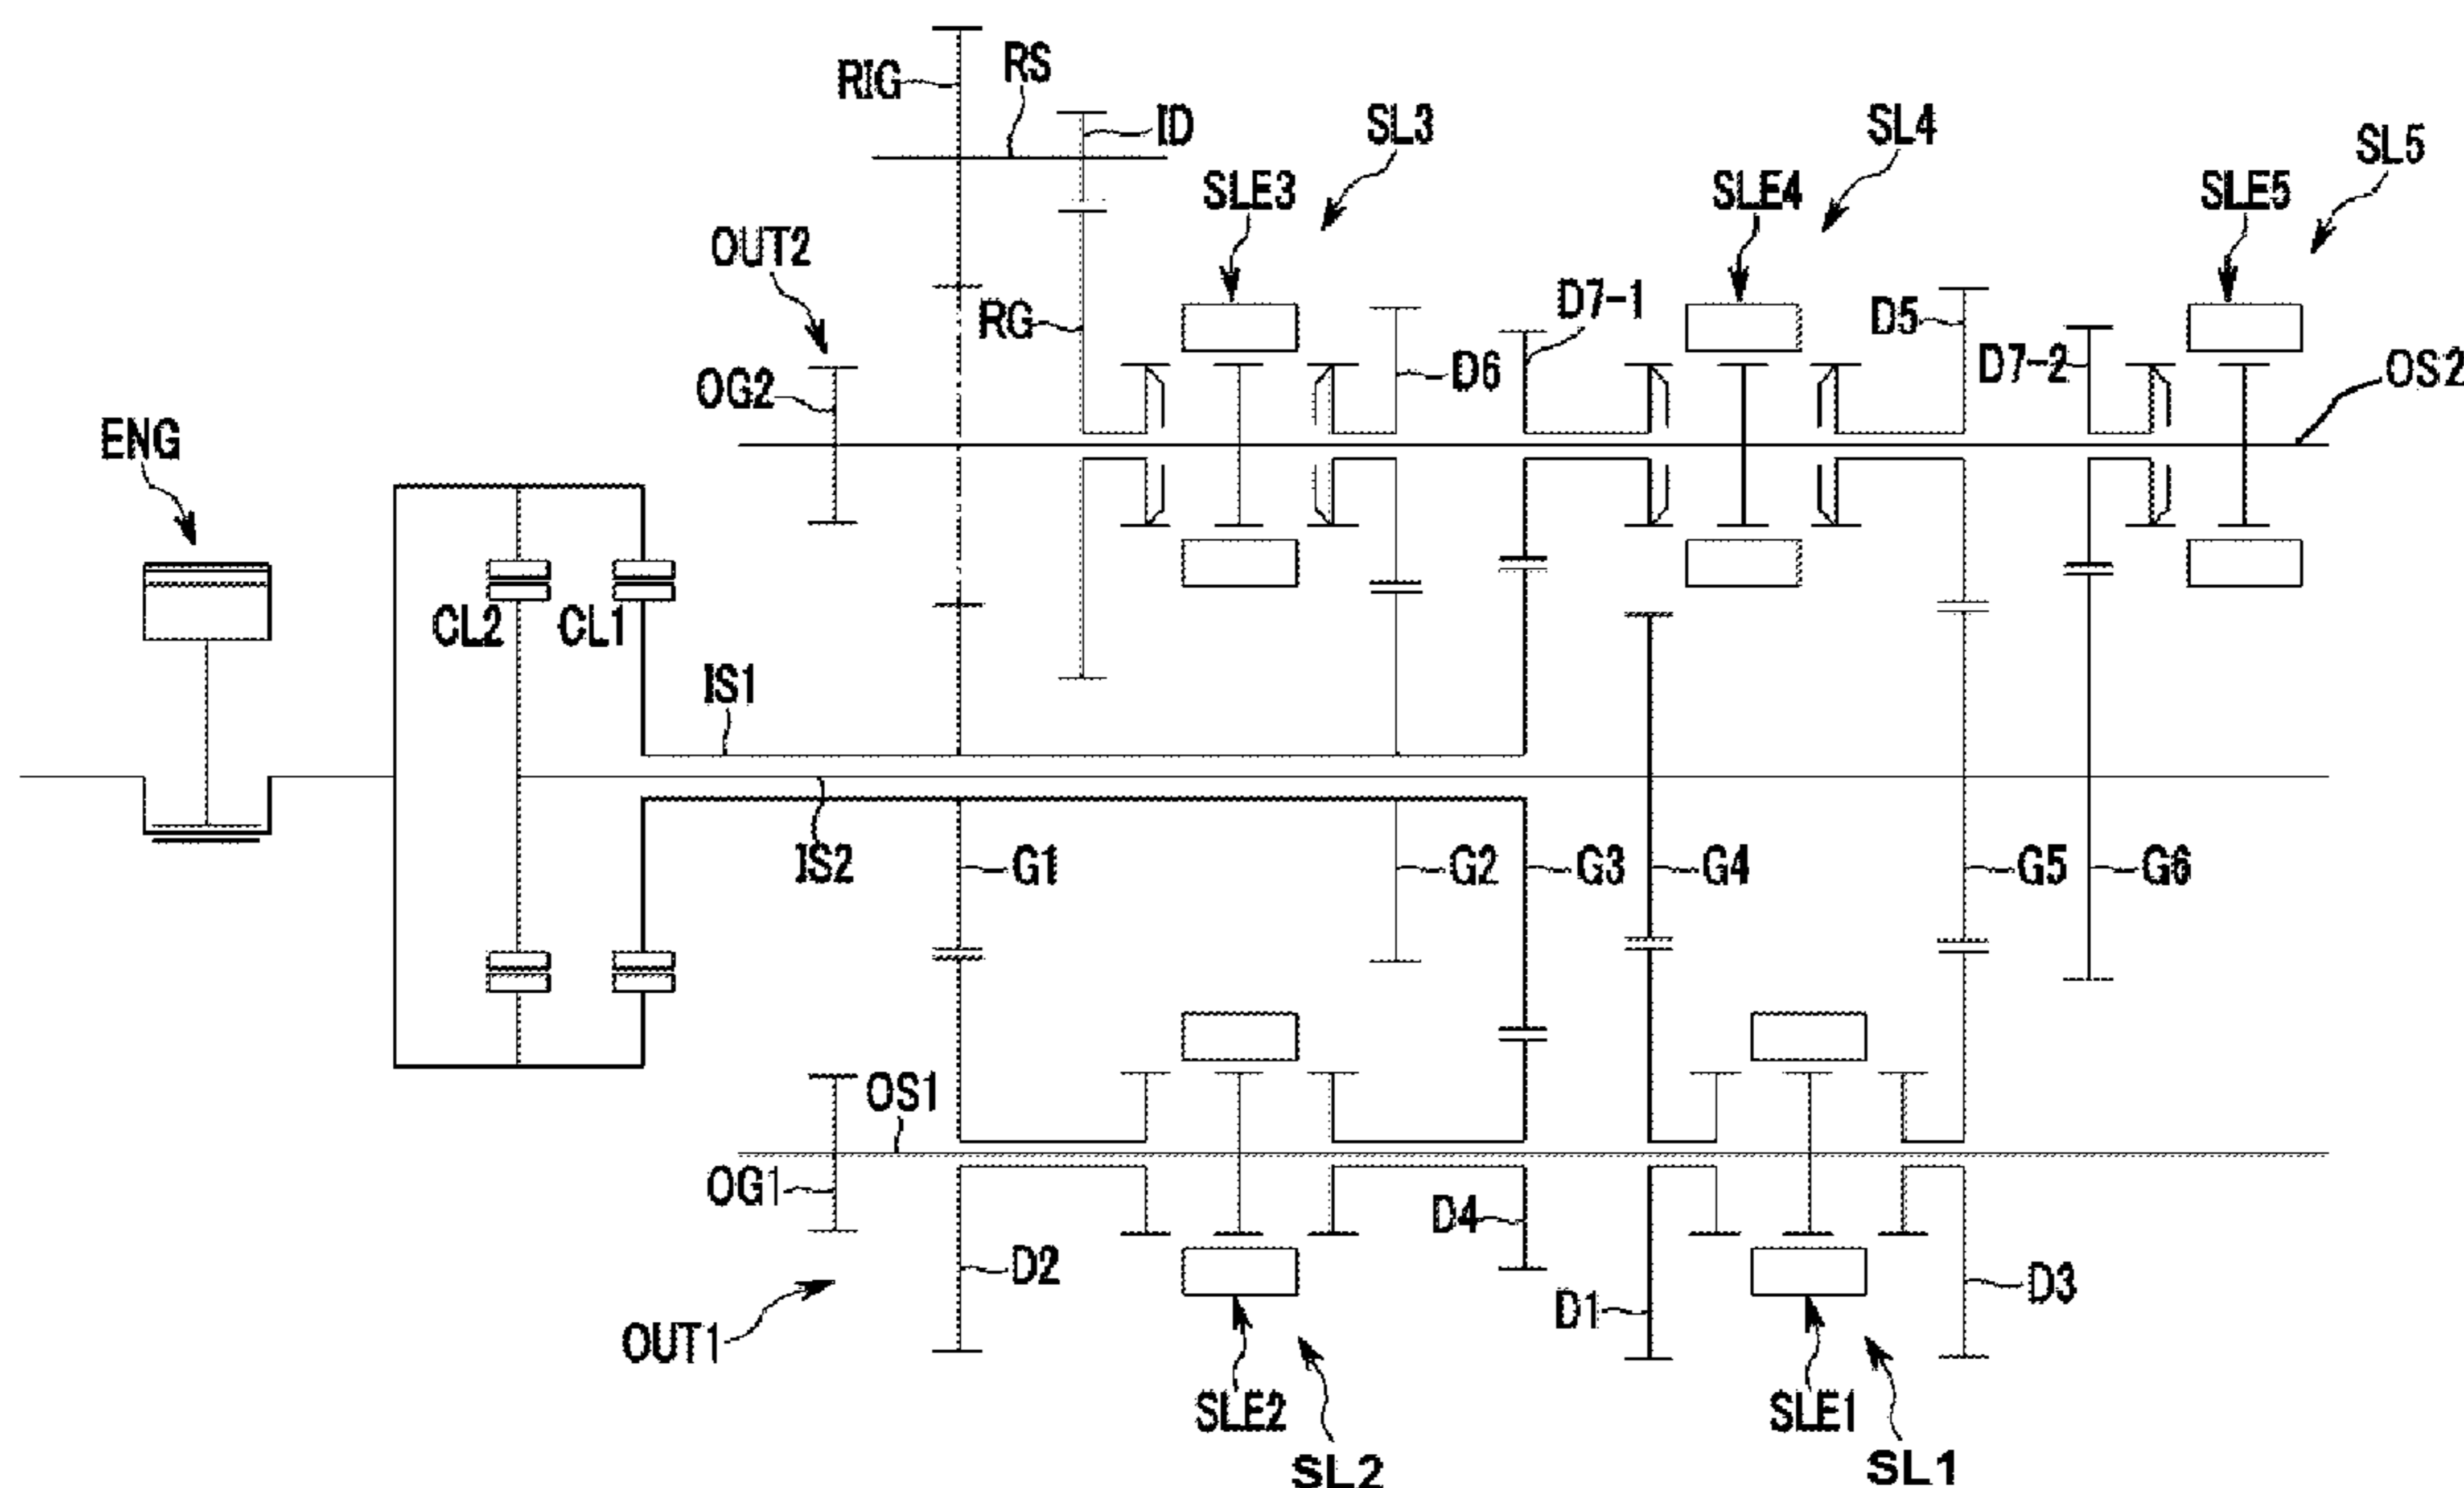 RIG
RS
ID
SL3
SL4
SL5
SLE3
SLE4
SLE5
OUT2
RG
D7-1
D5
D6
D7-2
OS2
OG2
ENG
CL2
CL1
IS1
IS2
G1
G2
G3
G4
G5
G6
OS1
OG1
D4
D2
D1
D3
OUT1
SLE2
SLE1
SL2
SL1